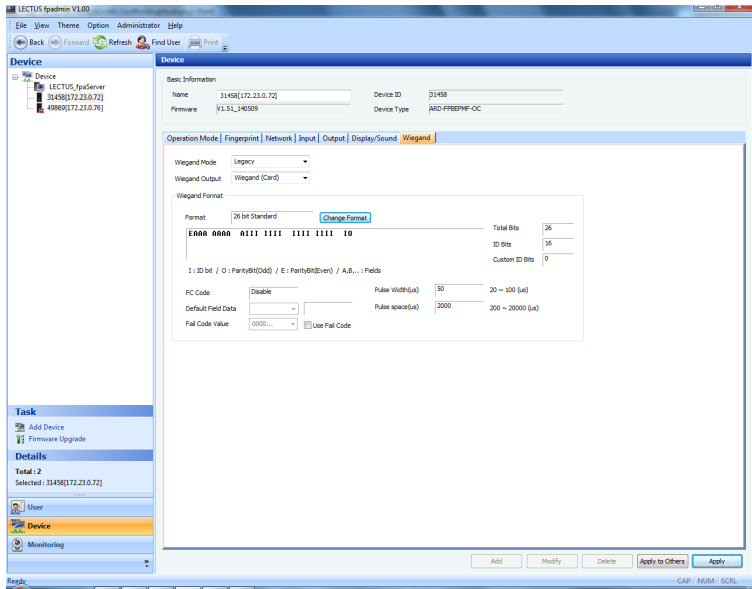 LECTUS fpadmin V1.00
File View Theme Option Administrator Help
Back Forward Refresh Find User Print
Device
Device
LECTUS_fpaServer
31458[172.23.0.72]
49869[172.23.0.76]
Task
Add Device
Firmware Upgrade
Details
Total : 2
Selected : 31458[172.23.0.72]
User
Device
Monitoring
Device
Basic Information
Name 31458[172.23.0.72] Device ID 31458
Firmware V1.51_140509 Device Type ARD-FPBEPMF-OC
Operation Mode Fingerprint Network Input Output Display/Sound Wiegand
Wiegand Mode Legacy
Wiegand Output Wiegand (Card)
Wiegand Format
Format 26 bit Standard Change Format
EAAA AAAA AIII IIII IIII IIII IO
Total Bits 26
ID Bits 16
Custom ID Bits 0
I : ID bit / O : ParityBit(Odd) / E : ParityBit(Even) / A,B,.. : Fields
FC Code Disable Pulse Width(us) 50 20 ~ 100 (us)
Default Field Data Pulse space(us) 2000 200 ~ 20000 (us)
Fail Code Value 0000... Use Fail Code
Add Modify Delete Apply to Others Apply
Ready CAP NUM SCRL